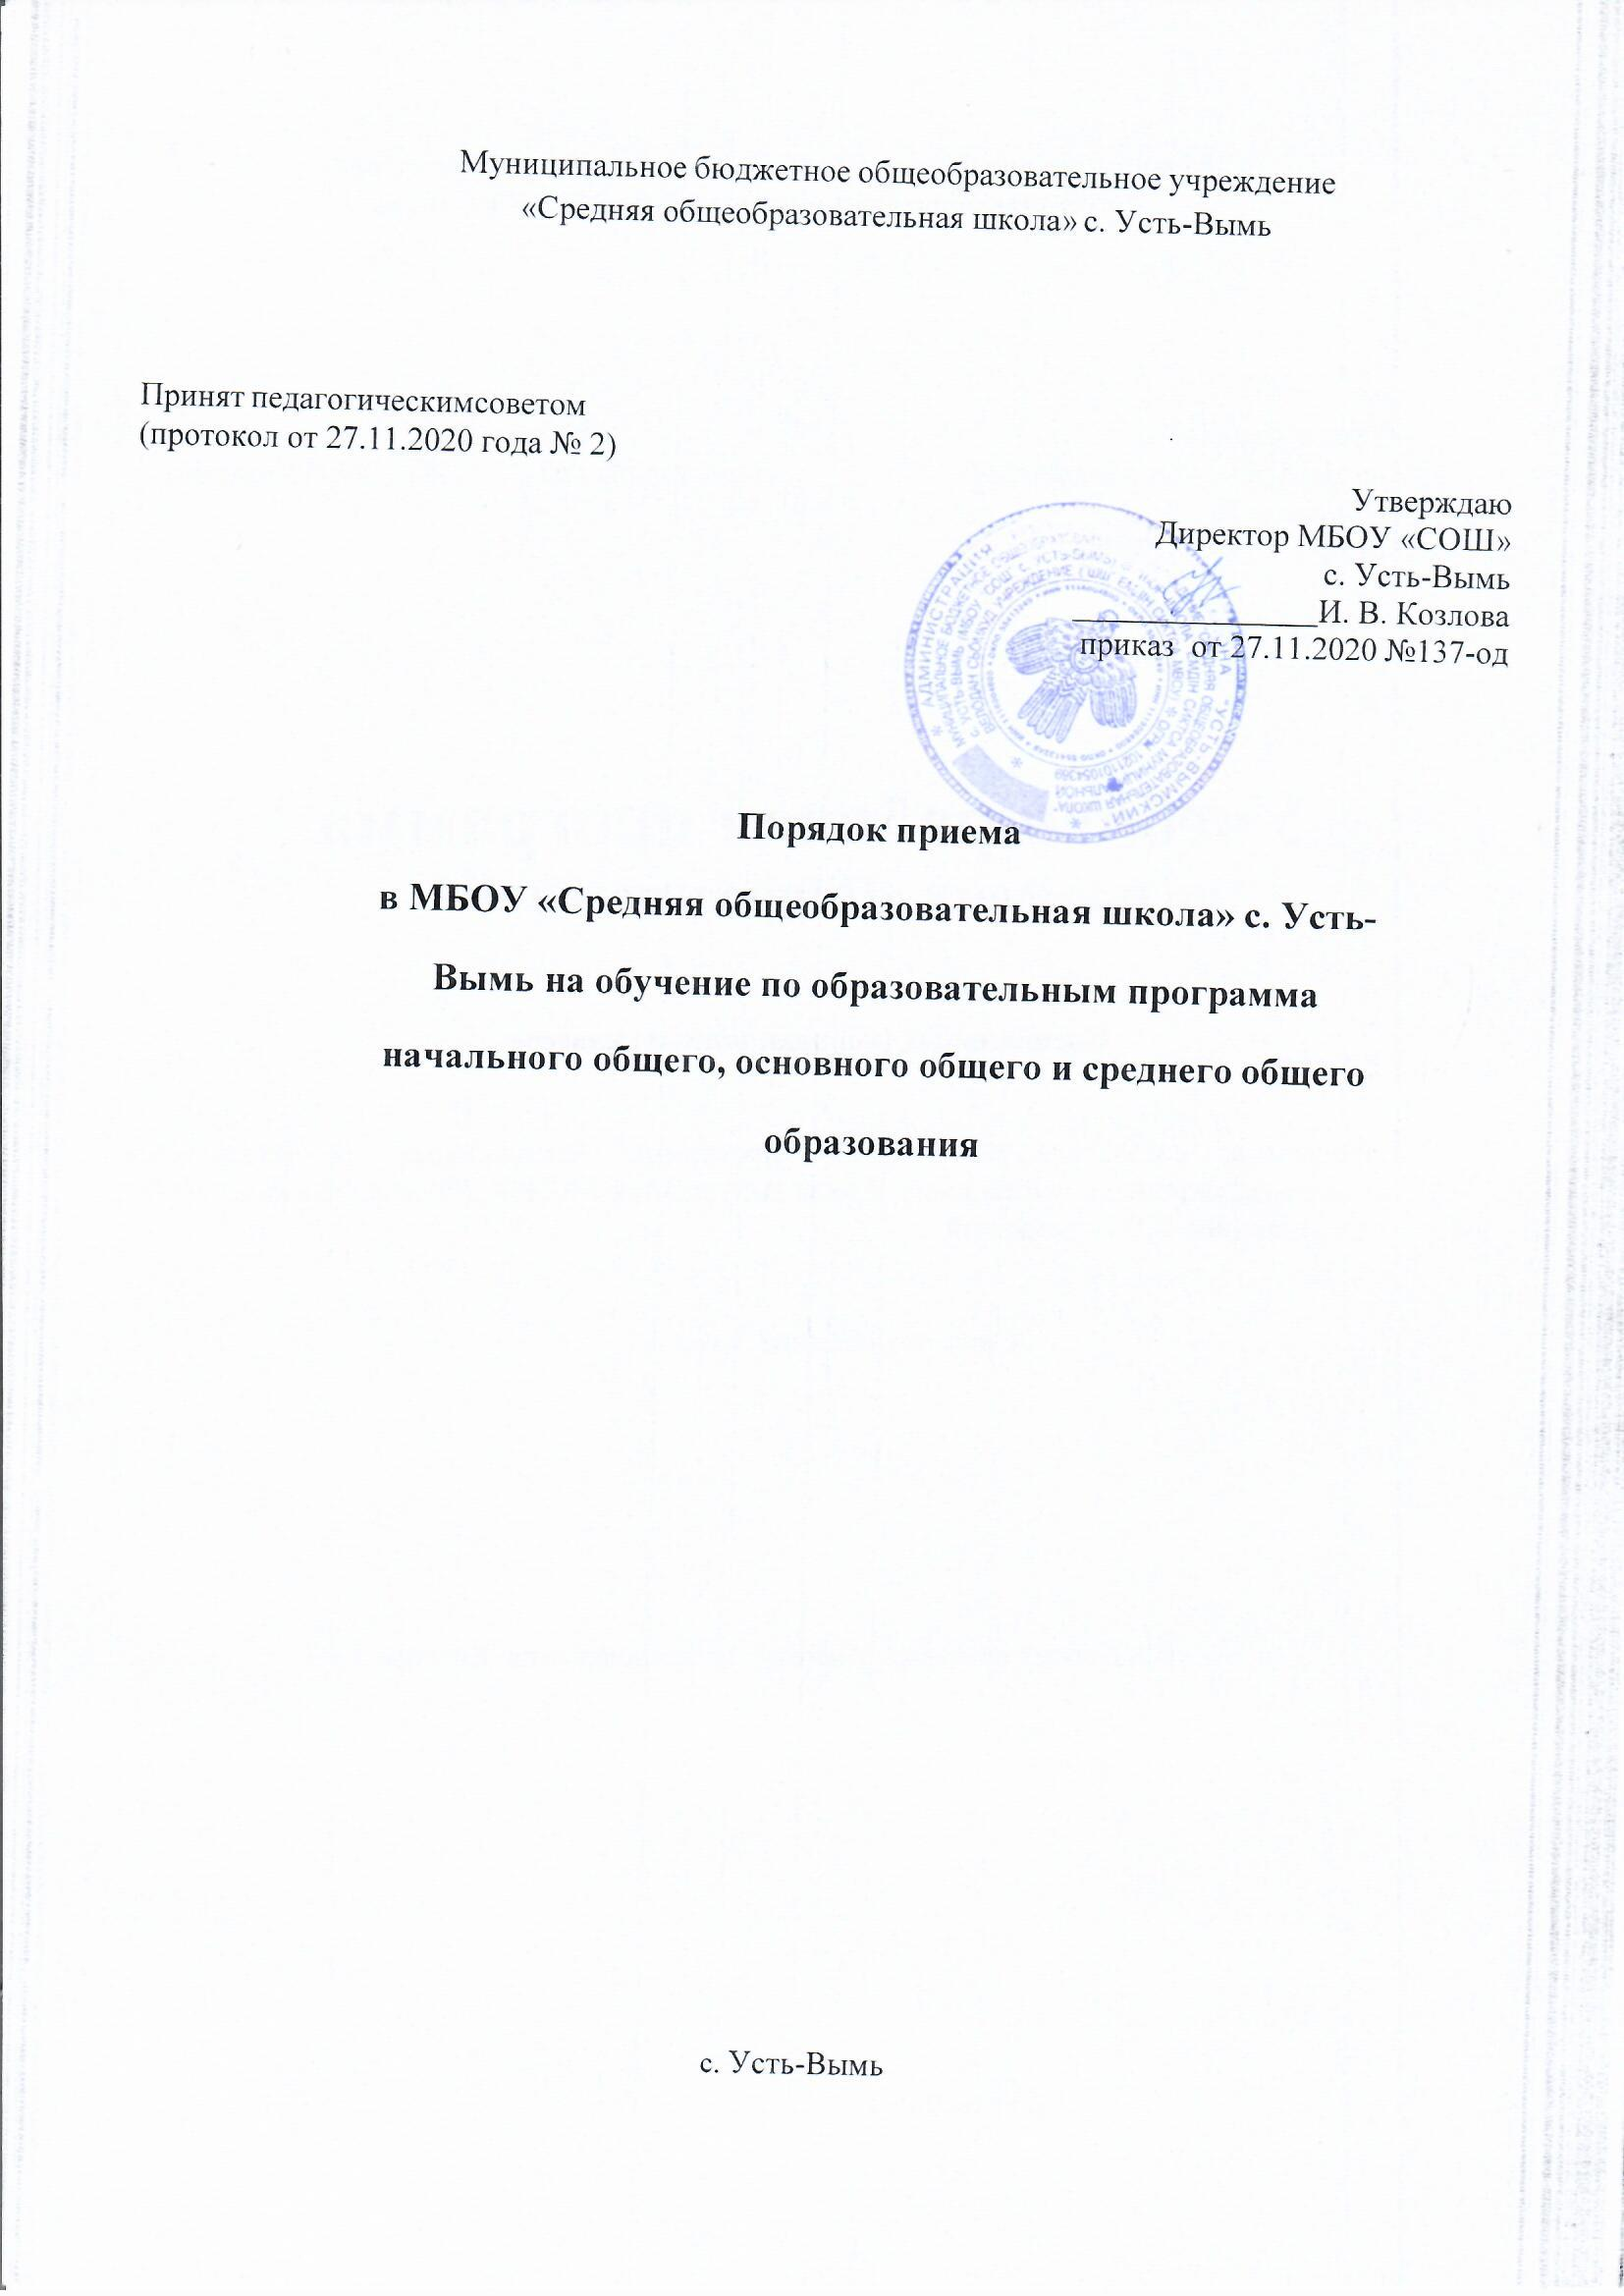 Муниципальное бюджетное общеобразовательное учреждение
«Средняя общеобразовательная школа» с. Усть-Вымь
Принят педагогическимсоветом
(протокол от 27.11.2020 года № 2)
Утверждаю
Директор МБОУ «СОШ»
с. Усть-Вымь
И. В. Козлова
приказ от 27.11.2020 №137-од
Порядок приема
в МБОУ «Средняя общеобразовательная школа» с. Усть-
Вымь на обучение по образовательным программа
начального общего, основного общего и среднего общего
образования
с. Усть-Вымь